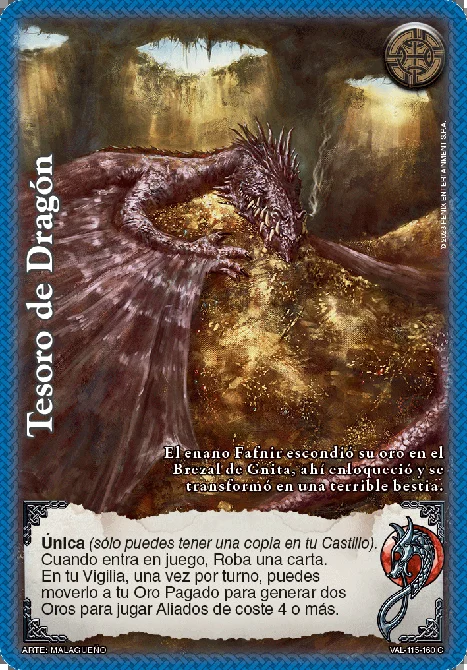 Tesoro de Dragón
© 2023 FENIX ENTERTAINMENT S.P.A.
El enano Fafnir escondió su oro en el
Brezal de Gnita, ahí enloqueció y se
transformó en una terrible bestia.
Única (sólo puedes tener una copia en tu Castillo).
Cuando entra en juego, Roba una carta.
En tu Vigilia, una vez por turno, puedes
moverlo a tu Oro Pagado para generar dos
Oros para jugar Aliados de coste 4 o más.
ARTE: MALAGUEÑO
VAL-115-160 C